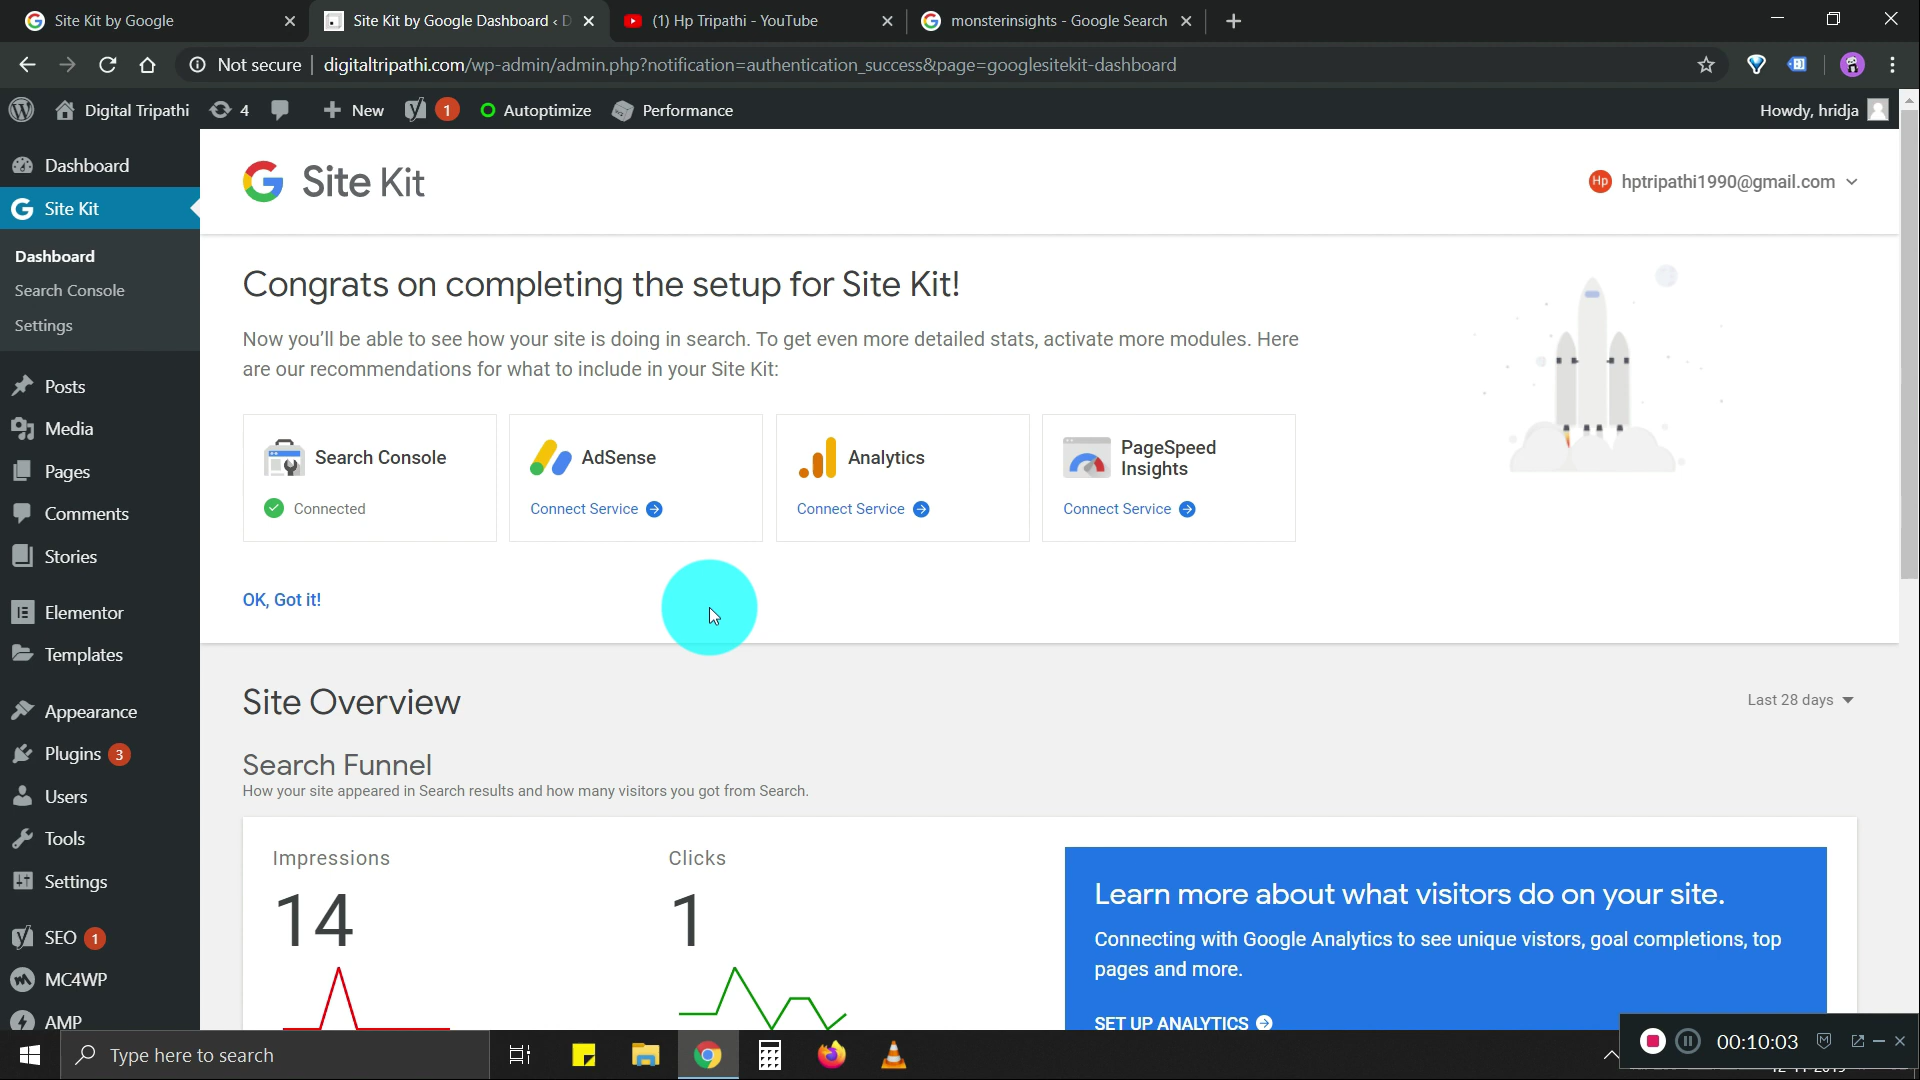 Site Kit by Google
Site Kit by Google Dashboard ‹ D
(1) Hp Tripathi - YouTube
monsterinsights - Google Search
Not secure | digitaltripathi.com/wp-admin/admin.php?notification=authentication_success&page=googlesitekit-dashboard
Digital Tripathi 4 New 1 Autoptimize Performance Howdy, hridja
Dashboard
Site Kit
Dashboard
Search Console
Settings
Posts
Media
Pages
Comments
Stories
Elementor
Templates
Appearance
Plugins 3
Users
Tools
Settings
SEO 1
MC4WP
AMP
Site Kit
Hp hptripathi1990@gmail.com
Congrats on completing the setup for Site Kit!
Now you'll be able to see how your site is doing in search. To get even more detailed stats, activate more modules. Here
are our recommendations for what to include in your Site Kit:
Search Console
Connected
AdSense
Connect Service
Analytics
Connect Service
PageSpeed
Insights
Connect Service
OK, Got it!
Site Overview
Last 28 days
Search Funnel
How your site appeared in Search results and how many visitors you got from Search.
Impressions
14
Clicks
1
Learn more about what visitors do on your site.
Connecting with Google Analytics to see unique vistors, goal completions, top
pages and more.
SET UP ANALYTICS
Type here to search
00:10:03